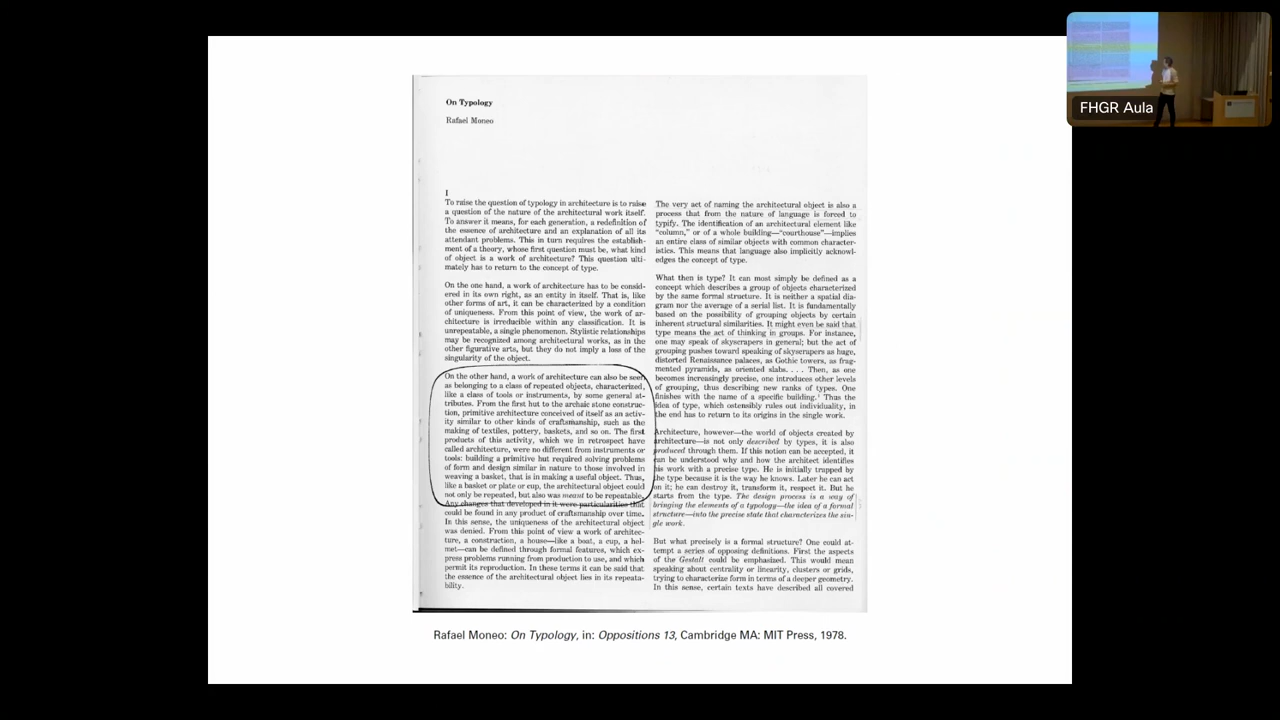 FHGR Aula
On Typology
Rafael Moneo
I
To raise the question of typology in architecture is to raise
a question of the nature of the architectural work itself.
To answer it means, for each generation, a redefinition of
the essence of architecture and an explanation of all its
attendant problems. This in turn requires the establish-
ment of a theory, whose first question must be, what kind
of object is a work of architecture? This question ulti-
mately has to return to the concept of type.
On the one hand, a work of architecture has to be consid-
ered in its own right, as an entity in itself. That is, like
other forms of art, it can be characterized by a condition
of uniqueness. From this point of view, the work of ar-
chitecture is irreducible within any classification. It is
unrepeatable, a single phenomenon. Stylistic relationships
may be recognized among architectural works, as in the
other figurative arts, but they do not imply a loss of the
singularity of the object.
On the other hand, a work of architecture can also be seen
as belonging to a class of repeated objects, characterized,
like a class of tools or instruments, by some general at-
tributes. From the first hut to the archaic stone construc-
tion, primitive architecture conceived of itself as an activ-
ity similar to other kinds of craftsmanship, such as the
making of textiles, pottery, baskets, and so on. The first
products of this activity, which we in retrospect have
called architecture, were no different from instruments or
tools: building a primitive hut required solving problems
of form and design similar in nature to those involved in
weaving a basket, that is in making a useful object. Thus,
like a basket or plate or cup, the architectural object could
not only be repeated, but also was meant to be repeatable.
Any changes that developed in it were particularities that
could be found in any product of craftsmanship over time.
In this sense, the uniqueness of the architectural object
was denied. From this point of view a work of architec-
ture, a construction, a house—like a boat, a cup, a hel-
met—can be defined through formal features, which ex-
press problems running from production to use, and which
permit its reproduction. In these terms it can be said that
the essence of the architectural object lies in its repeata-
bility.
The very act of naming the architectural object is also a
process that from the nature of language is forced to
typify. The identification of an architectural element like
"column," or of a whole building—"courthouse"—implies
an entire class of similar objects with common character-
istics. This means that language also implicitly acknowl-
edges the concept of type.
What then is type? It can most simply be defined as a
concept which describes a group of objects characterized
by the same formal structure. It is neither a spatial dia-
gram nor the average of a serial list. It is fundamentally
based on the possibility of grouping objects by certain
inherent structural similarities. It might even be said that
type means the act of thinking in groups. For instance,
one may speak of skyscrapers in general; but the act of
grouping pushes toward speaking of skyscrapers as huge,
distorted Renaissance palaces, as Gothic towers, as frag-
mented pyramids, as oriented slabs. . . . Then, as one
becomes increasingly precise, one introduces other levels
of grouping, thus describing new ranks of types. One
finishes with the name of a specific building.¹ Thus the
idea of type, which ostensibly rules out individuality, in
the end has to return to its origins in the single work.
Architecture, however—the world of objects created by
architecture—is not only described by types, it is also
produced through them. If this notion can be accepted, it
can be understood why and how the architect identifies
his work with a precise type. He is initially trapped by
the type because it is the way he knows. Later he can act
on it; he can destroy it, transform it, respect it. But he
starts from the type. The design process is a way of
bringing the elements of a typology—the idea of a formal
structure—into the precise state that characterizes the sin-
gle work.
But what precisely is a formal structure? One could at-
tempt a series of opposing definitions. First the aspects
of the Gestalt could be emphasized. This would mean
speaking about centrality or linearity, clusters or grids,
trying to characterize form in terms of a deeper geometry.
In this sense, certain texts have described all covered
Rafael Moneo: On Typology, in: Oppositions 13, Cambridge MA: MIT Press, 1978.